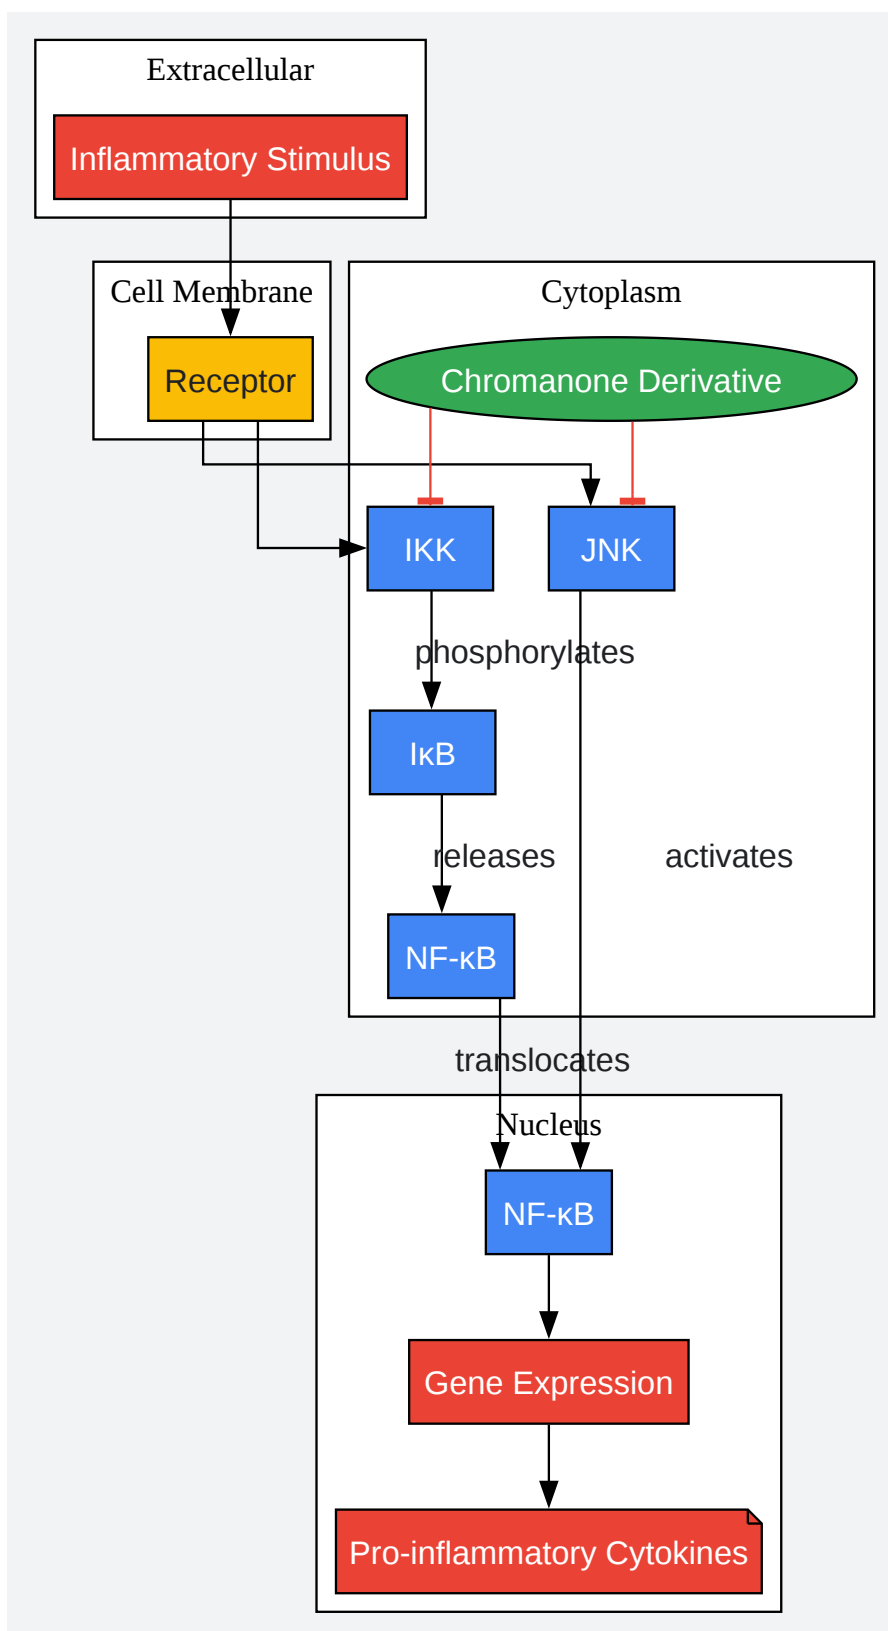 Extracellular
Inflammatory Stimulus
Cell Membrane
Cytoplasm
Receptor
Chromanone Derivative
IKK
JNK
phosphorylates
IκB
releases
activates
NF-κB
translocates
Nucleus
NF-κB
Gene Expression
Pro-inflammatory Cytokines